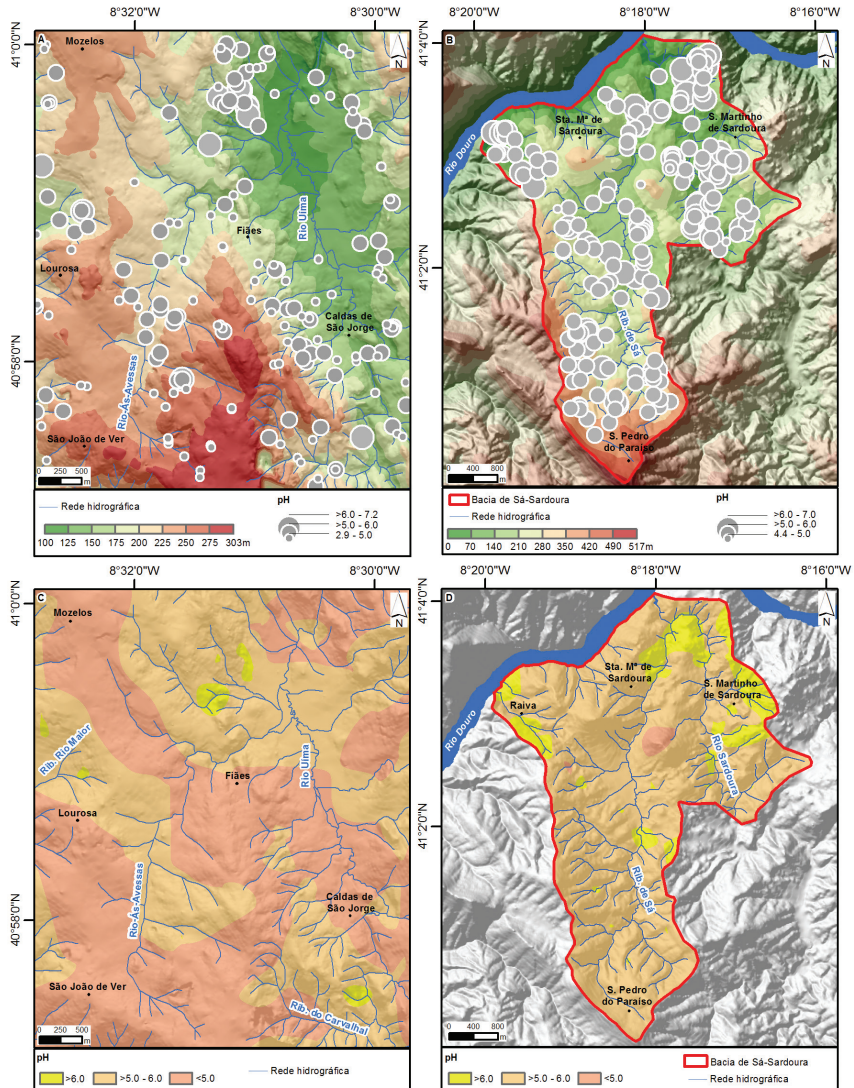 8°32'0"W
8°30'0"W
A
Mozelos
N
41°0'0"N
Rio Uima
Fiães
Lourosa
Caldas de
São Jorge
40°58'0"N
Rio-Ás-Avessas
São João de Ver
0 250 500
m
Rede hidrográfica
100 125 150 175 200 225 250 275 303m
pH
>6.0 - 7.2
>5.0 - 6.0
2.9 - 5.0
8°20'0"W
8°18'0"W
8°16'0"W
B
N
41°4'0"N
Sta. Mª de
Sardoura
S. Martinho
de Sardoura
Rio Douro
41°2'0"N
Rib. de Sá
S. Pedro
do Paraíso
0 400 800
m
Bacia de Sá-Sardoura
Rede hidrográfica
0 70 140 210 280 350 420 490 517m
pH
>6.0 - 7.0
>5.0 - 6.0
4.4 - 5.0
8°32'0"W
8°30'0"W
C
Mozelos
N
41°0'0"N
Rib. Rio Maior
Rio Uima
Fiães
Lourosa
Rio-Ás-Avessas
Caldas de
São Jorge
40°58'0"N
São João de Ver
Rib. do Carvalhal
0 250 500
m
pH
>6.0
>5.0 - 6.0
<5.0
Rede hidrográfica
8°20'0"W
8°18'0"W
8°16'0"W
D
N
41°4'0"N
Sta. Mª de
Sardoura
S. Martinho
de Sardoura
Raiva
Rio Douro
Rio Sardoura
41°2'0"N
Rib. de Sá
S. Pedro
do Paraíso
0 400 800
m
pH
>6.0
>5.0 - 6.0
<5.0
Bacia de Sá-Sardoura
Rede hidrográfica